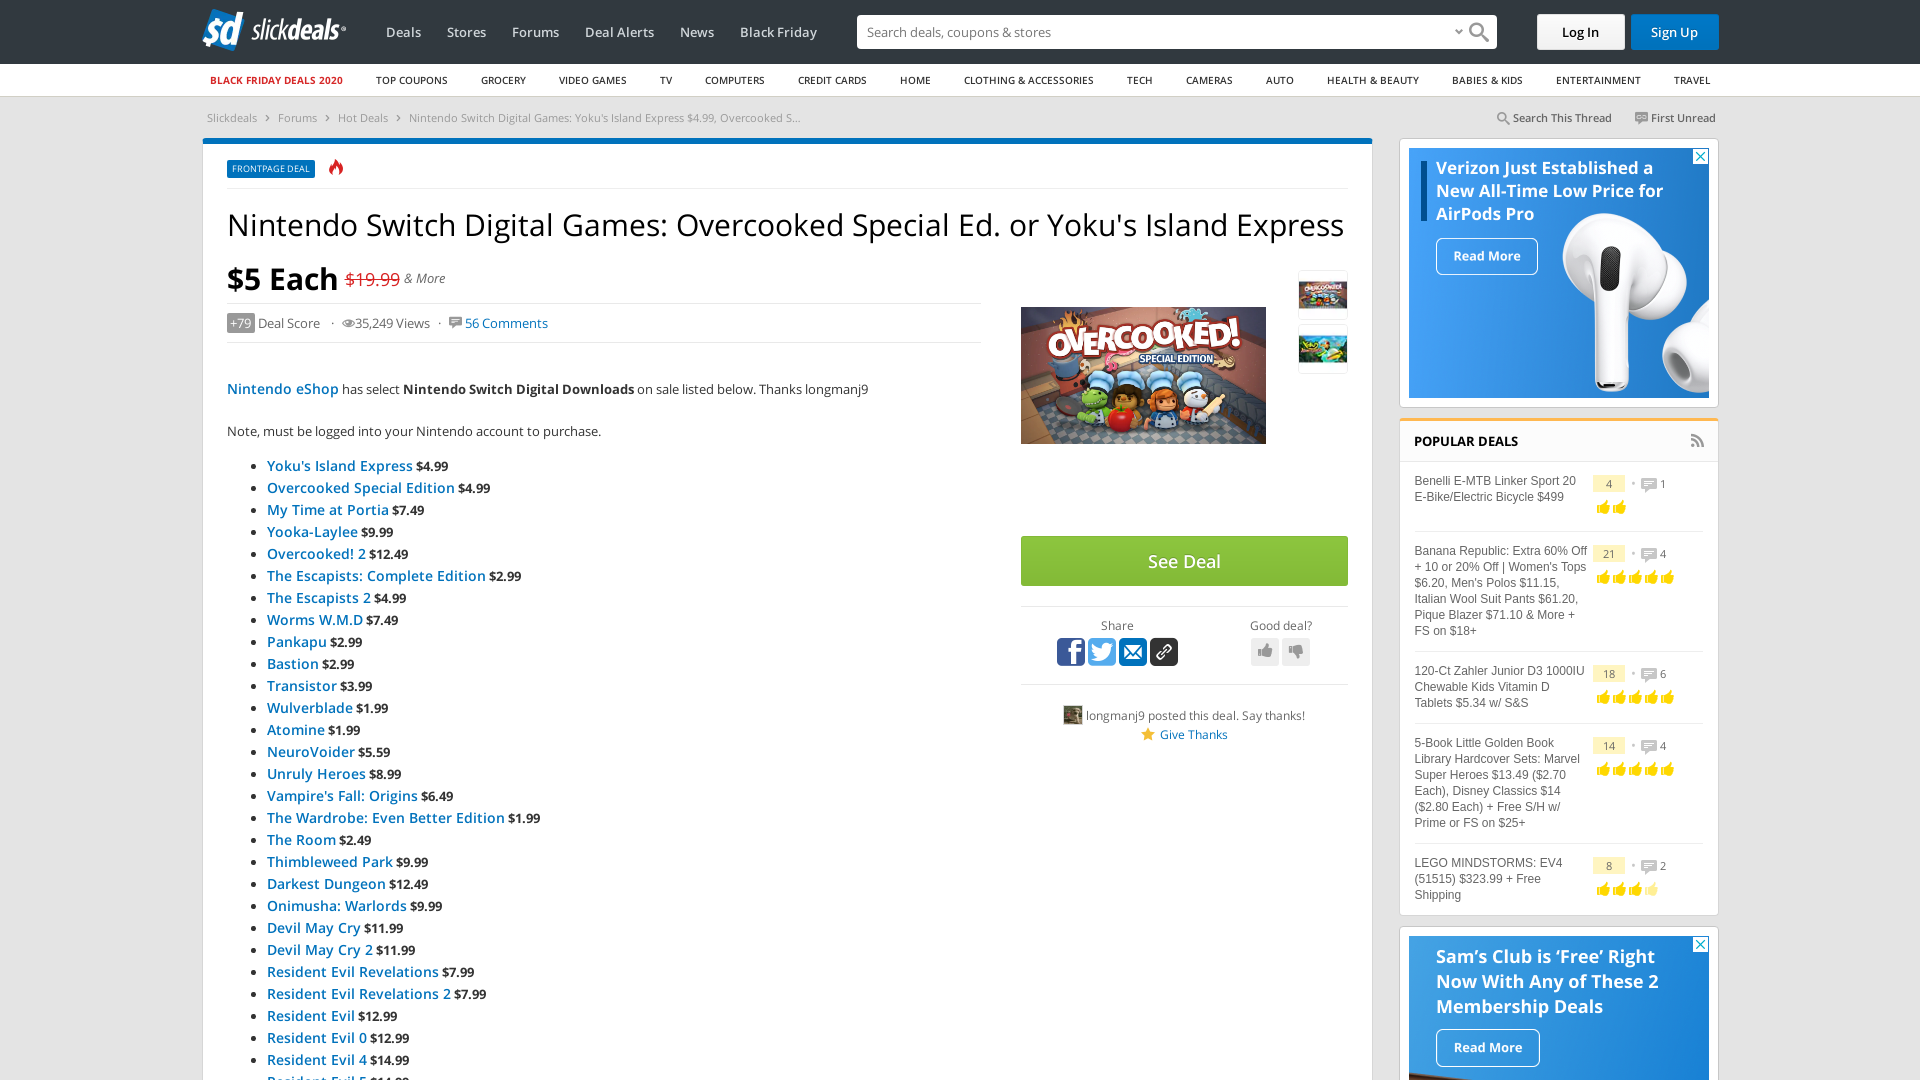 slickdeals
Deals Stores Forums Deal Alerts News Black Friday
Search deals, coupons & shopping
Log In Sign Up
BLACK FRIDAY DEALS 2020 TOP COUPONS GROCERY VIDEO GAMES TV COMPUTERS CREDIT CARDS HOME CLOTHING & ACCESSORIES TECH CAMERAS AUTO HEALTH & BEAUTY BABIES & KIDS ENTERTAINMENT TRAVEL
Slickdeals › Forums › Hot Deals › Nintendo Switch Digital Games: Yoku's Island Express $4.99, Overcooked S...
Search This Thread First Unread
FRONTPAGE DEAL
Nintendo Switch Digital Games: Overcooked Special Ed. or Yoku's Island Express
$5 Each $19.99 & More
+79 Deal Score · 35,249 Views · 56 Comments
Nintendo eShop has select Nintendo Switch Digital Downloads on sale listed below. Thanks longmanj9
Note, must be logged into your Nintendo account to purchase.
• Yoku's Island Express $4.99
• Overcooked Special Edition $4.99
• My Time at Portia $7.49
• Yooka-Laylee $9.99
• Overcooked! 2 $12.49
• The Escapists: Complete Edition $2.99
• The Escapists 2 $4.99
• Worms W.M.D $7.49
• Pankapu $2.99
• Bastion $2.99
• Transistor $3.99
• Wulverblade $1.99
• Atomine $1.99
• NeuroVoider $5.59
• Unruly Heroes $8.99
• Vampire's Fall: Origins $6.49
• The Wardrobe: Even Better Edition $1.99
• The Room $2.49
• Thimbleweed Park $9.99
• Darkest Dungeon $12.49
• Onimusha: Warlords $9.99
• Devil May Cry $11.99
• Devil May Cry 2 $11.99
• Resident Evil Revelations $7.99
• Resident Evil Revelations 2 $7.99
• Resident Evil $12.99
• Resident Evil 0 $12.99
• Resident Evil 4 $14.99
• Resident Evil 5 $14.99
OVERCOOKED!
SPECIAL EDITION
See Deal
Share Good deal?
longmanj9 posted this deal. Say thanks!
Give Thanks
Verizon Just Established a
New All-Time Low Price for
AirPods Pro
Read More
POPULAR DEALS
Benelli E-MTB Linker Sport 20 4 • 1
E-Bike/Electric Bicycle $499
Banana Republic: Extra 60% Off 21 • 4
+ 10 or 20% Off | Women's Tops
$6.20, Men's Polos $11.15,
Italian Wool Suit Pants $61.20,
Pique Blazer $71.10 & More +
FS on $18+
120-Ct Zahler Junior D3 1000IU 18 • 6
Chewable Kids Vitamin D
Tablets $5.34 w/ S&S
5-Book Little Golden Book 14 • 4
Library Hardcover Sets: Marvel
Super Heroes $13.49 ($2.70
Each), Disney Classics $14
($2.80 Each) + Free S/H w/
Prime or FS on $25+
LEGO MINDSTORMS: EV4 8 • 2
(51515) $323.99 + Free
Shipping
Sam's Club is 'Free' Right
Now With Any of These 2
Membership Deals
Read More